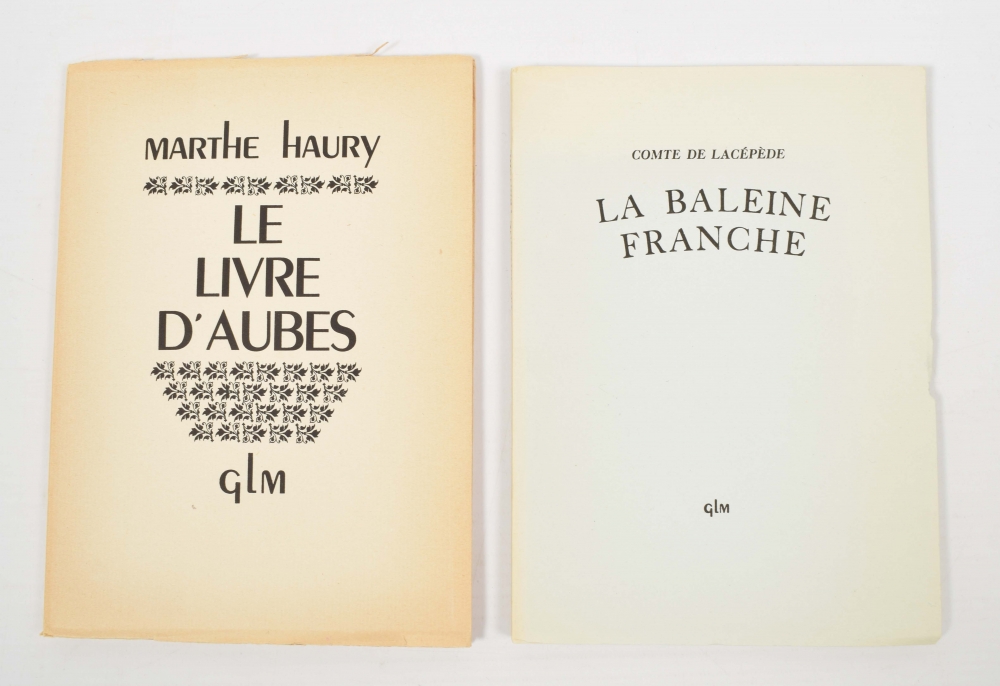 MARTHE HAURY
LE
LIVRE
D'AUBES
GLM
COMTE DE LACÉPÈDE
LA BALEINE
FRANCHE
GLM